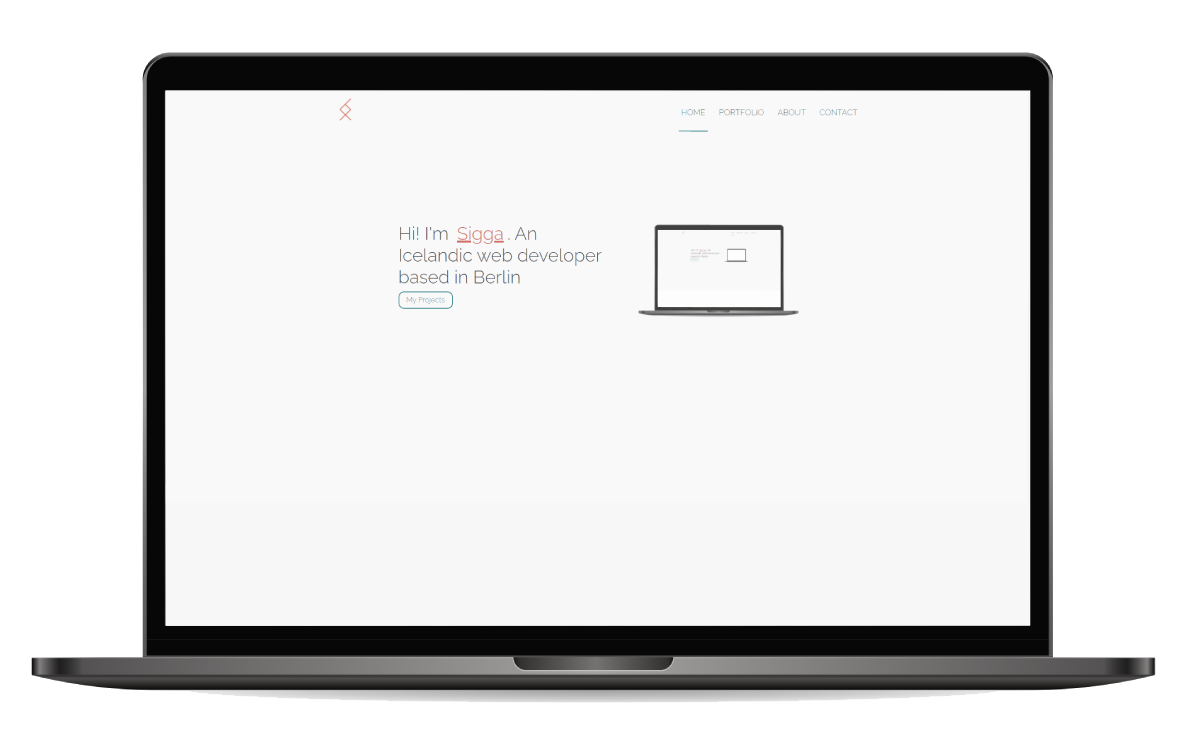 HOME PORTFOLIO ABOUT CONTACT
Hi! I'm Sigga. An
Icelandic web developer
based in Berlin
My Projects